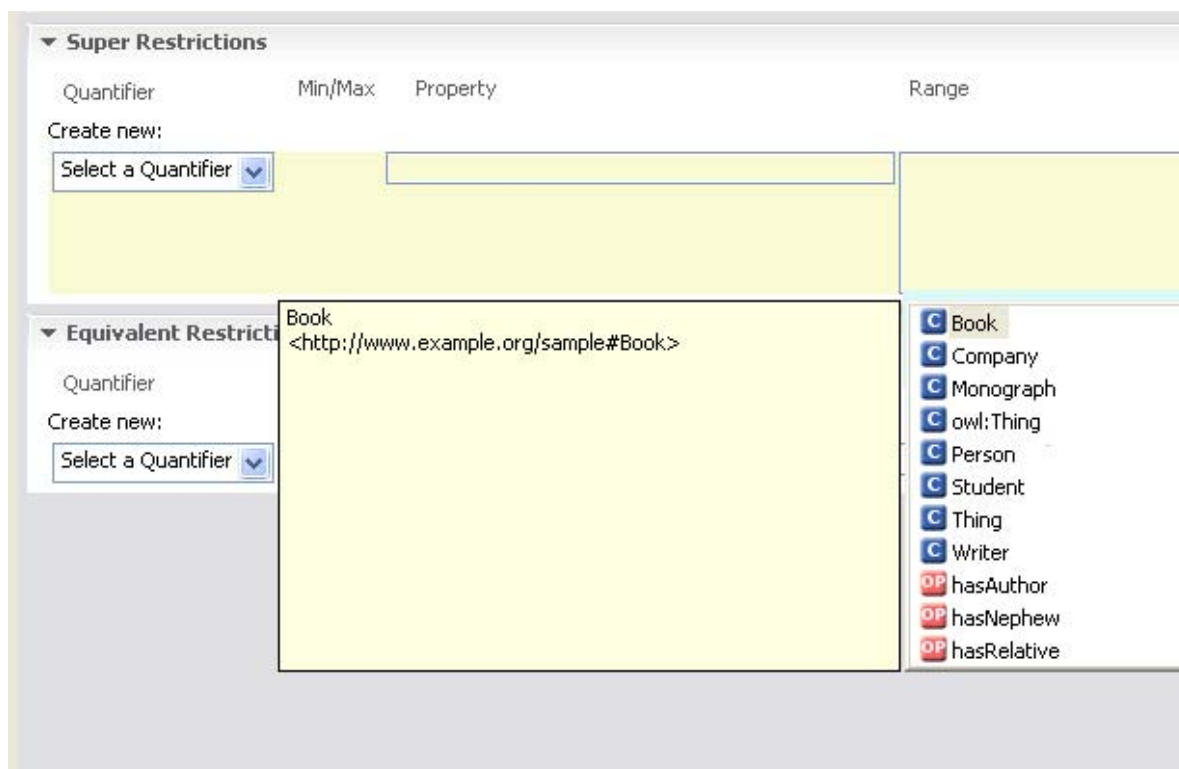 Super Restrictions
Quantifier Min/Max Property Range
Create new:
Select a Quantifier
Equivalent Restricti
Quantifier
Create new:
Select a Quantifier
Book
<http://www.example.org/sample#Book>
C Book
C Company
C Monograph
C owl:Thing
C Person
C Student
C Thing
C Writer
OP hasAuthor
OP hasNephew
OP hasRelative